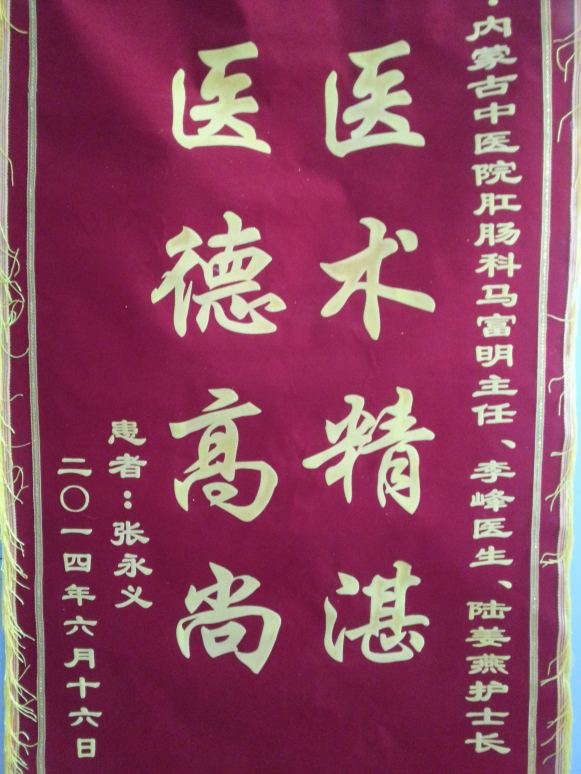 :内蒙古中医院肛肠科马富明主任、李峰医生、陆姜燕护士长
医术精湛
医德高尚
患者:张永义
二〇一四年六月十六日